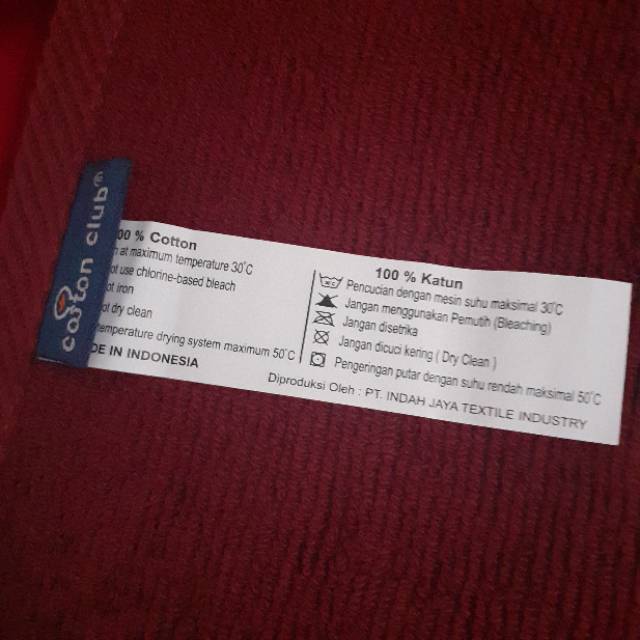 cotton club
00 % Cotton
at maximum temperature 30°C
ot use chlorine-based bleach
ot iron
ot dry clean
emperature drying system maximum 50°C
DE IN INDONESIA
100 % Katun
Pencucian dengan mesin suhu maksimal 30°C
Jangan menggunakan Pemutih (Bleaching)
Jangan disetrika
Jangan dicuci kering ( Dry Clean )
Pengeringan putar dengan suhu rendah maksimal 50°C
Diproduksi Oleh : PT. INDAH JAYA TEXTILE INDUSTRY